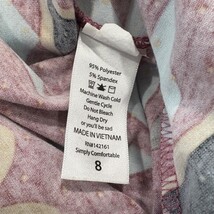 95% Polyester
5% Spandex
Machine Wash Cold
Gentle Cycle
Do Not Bleach
Hang Dry
or you'll be sad
MADE IN VIETNAM
RN#142161
Simply Comfortable
8